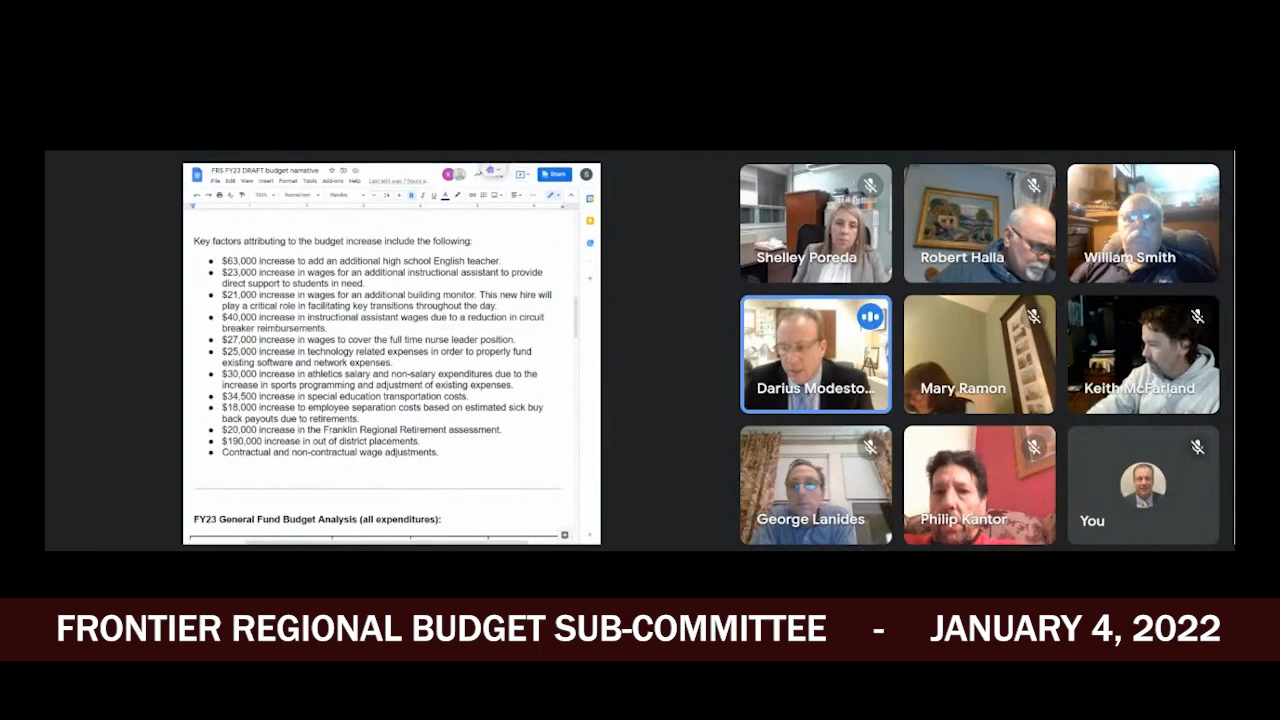 FRS FY23 DRAFT budget narrative
File Edit View Insert Format Tools Add-ons Help
Share
Key factors attributing to the budget increase include the following:
$63,000 increase to add an additional high school English teacher.
$23,000 increase in wages for an additional instructional assistant to provide
direct support to students in need.
$21,000 increase in wages for an additional building monitor. This new hire will
play a critical role in facilitating key transitions throughout the day.
$40,000 increase in instructional assistant wages due to a reduction in circuit
breaker reimbursements.
$27,000 increase in wages to cover the full time nurse leader position.
$25,000 increase in technology related expenses in order to properly fund
existing software and network expenses.
$30,000 increase in athletics salary and non-salary expenditures due to the
increase in sports programming and adjustment of existing expenses.
$34,500 increase in special education transportation costs.
$18,000 increase to employee separation costs based on estimated sick buy
back payouts due to retirements.
$20,000 increase in the Franklin Regional Retirement assessment.
$190,000 increase in out of district placements.
Contractual and non-contractual wage adjustments.
FY23 General Fund Budget Analysis (all expenditures):
Shelley Poreda
Robert Halla
William Smith
Darius Modesto...
Mary Ramon
Keith McFarland
George Lanides
Philip Kantor
You
FRONTIER REGIONAL BUDGET SUB-COMMITTEE - JANUARY 4, 2022